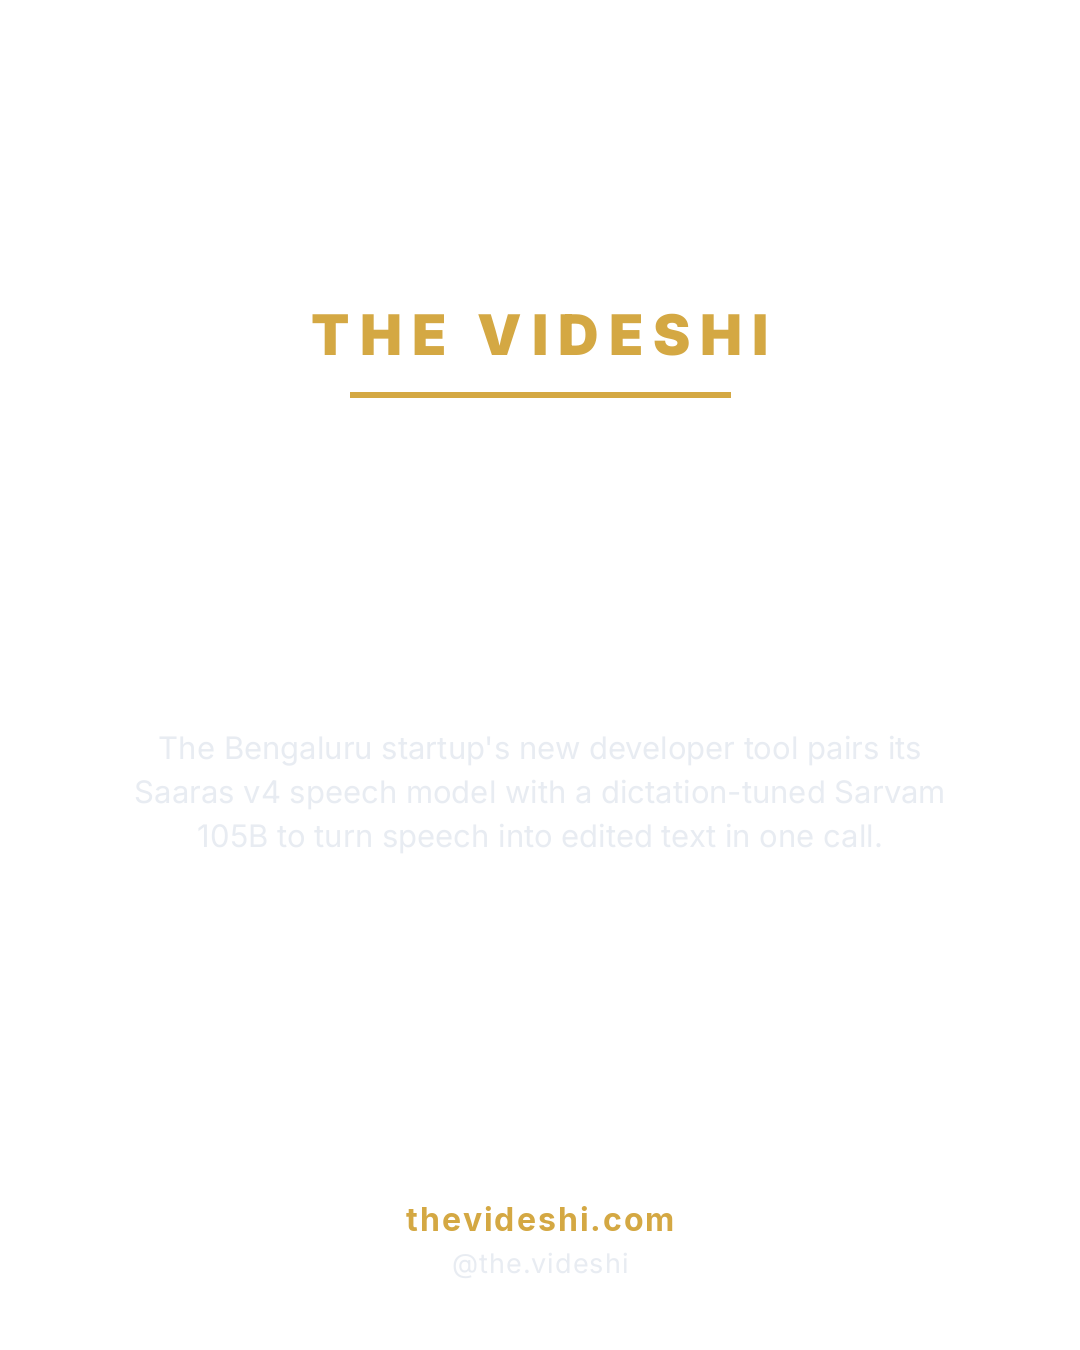 THE VIDESHI
The Bengaluru startup's new developer tool pairs its
Saaras v4 speech model with a dictation-tuned Sarvam
105B to turn speech into edited text in one call.
thevideshi.com
@the.videshi